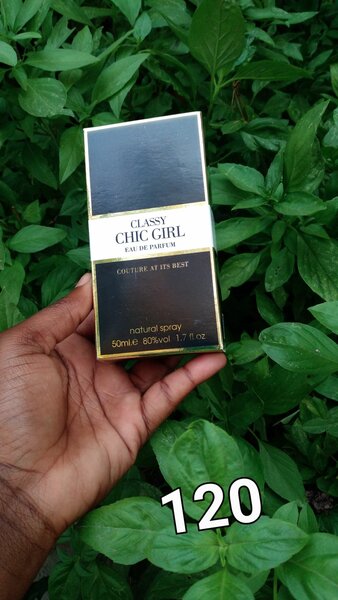 CLASSY
CHIC GIRL
EAU DE PARFUM
COUTURE AT ITS BEST
natural spray
50ml.e 80%vol 1.7 fl.oz
120